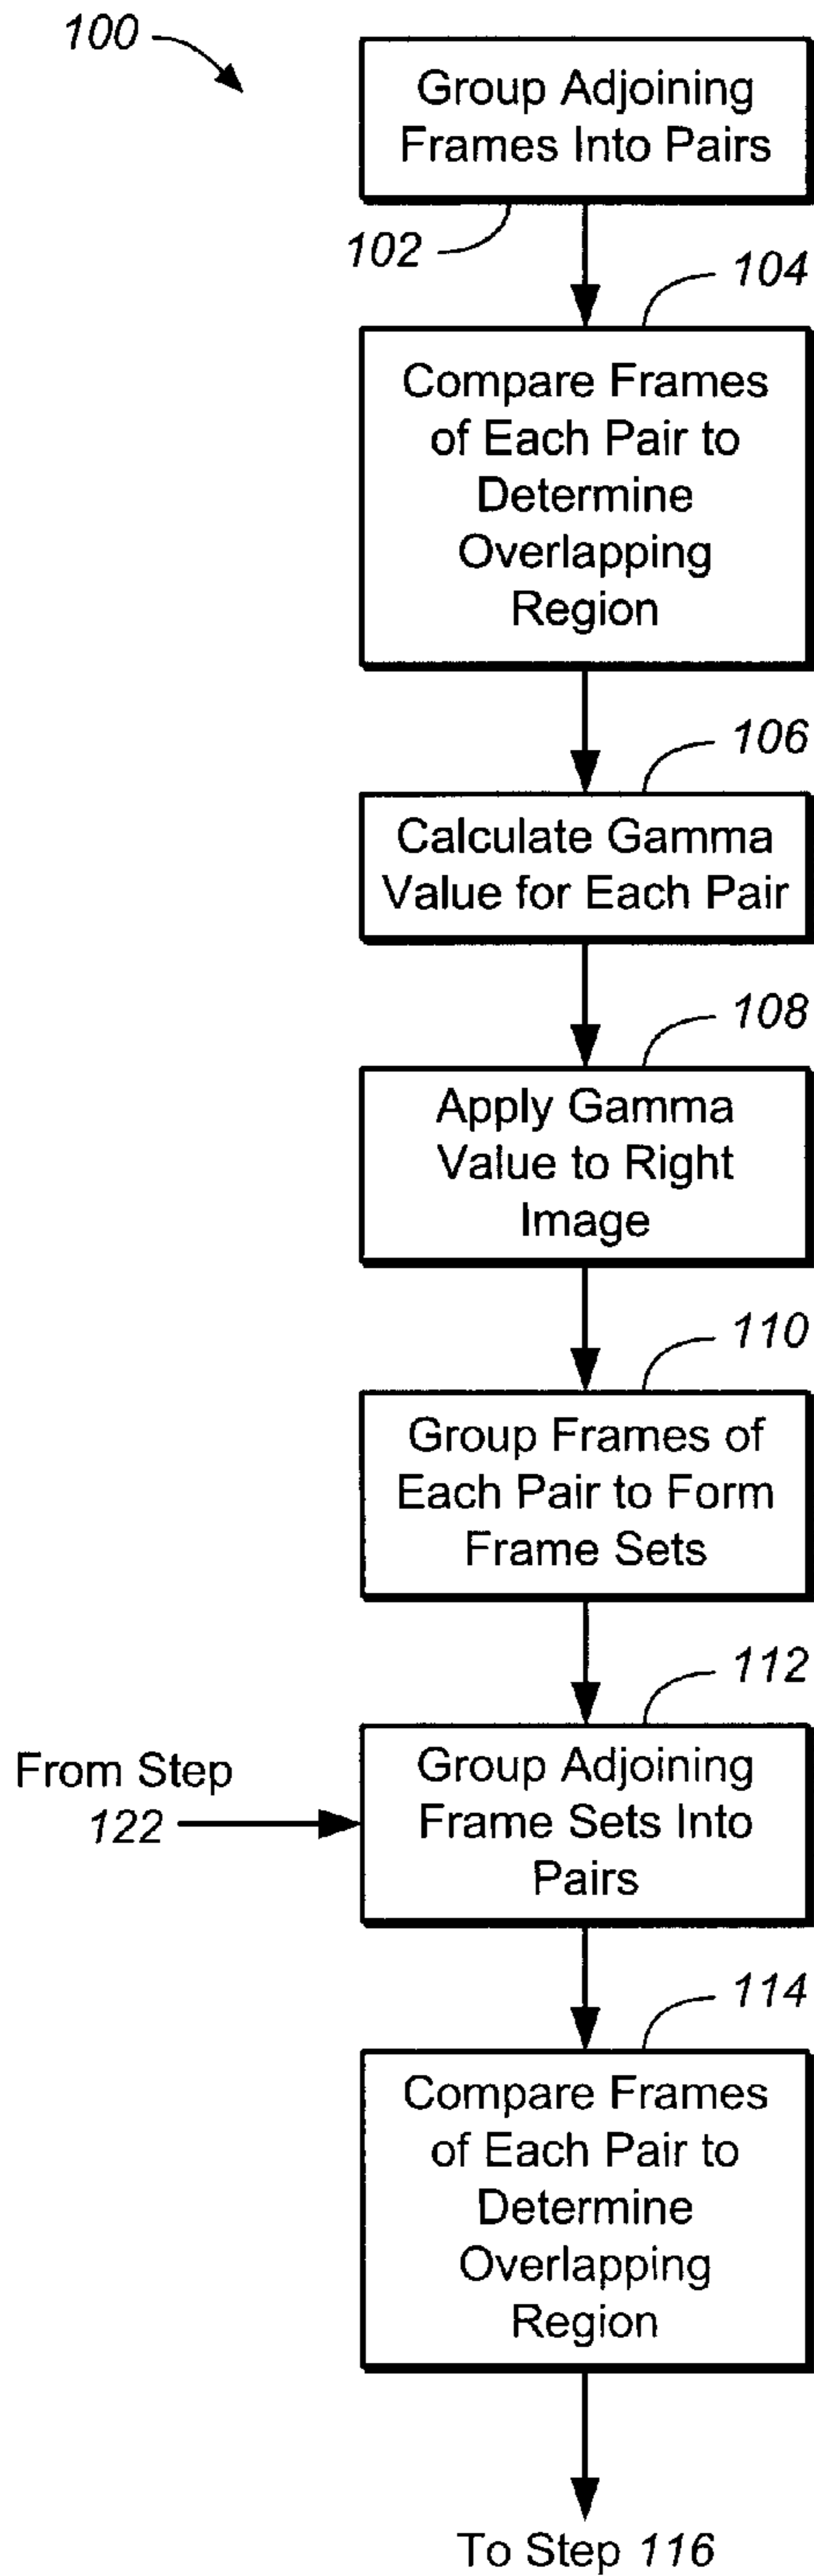 100
Group Adjoining
Frames Into Pairs
102
104
Compare Frames
of Each Pair to
Determine
Overlapping
Region
106
Calculate Gamma
Value for Each Pair
108
Apply Gamma
Value to Right
Image
110
Group Frames of
Each Pair to Form
Frame Sets
112
From Step
122
Group Adjoining
Frame Sets Into
Pairs
114
Compare Frames
of Each Pair to
Determine
Overlapping
Region
To Step 116